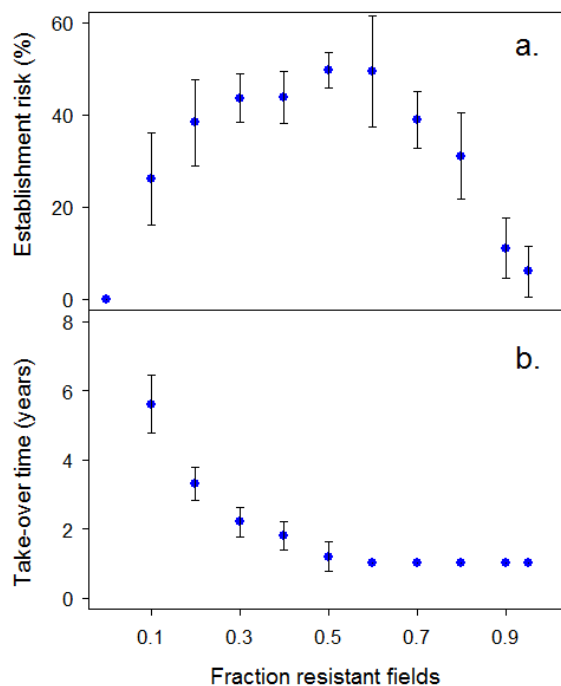 60
40
20
0
Establishment risk (%)
a.
8
6
4
2
0
Take-over time (years)
b.
0.1 0.3 0.5 0.7 0.9
Fraction resistant fields